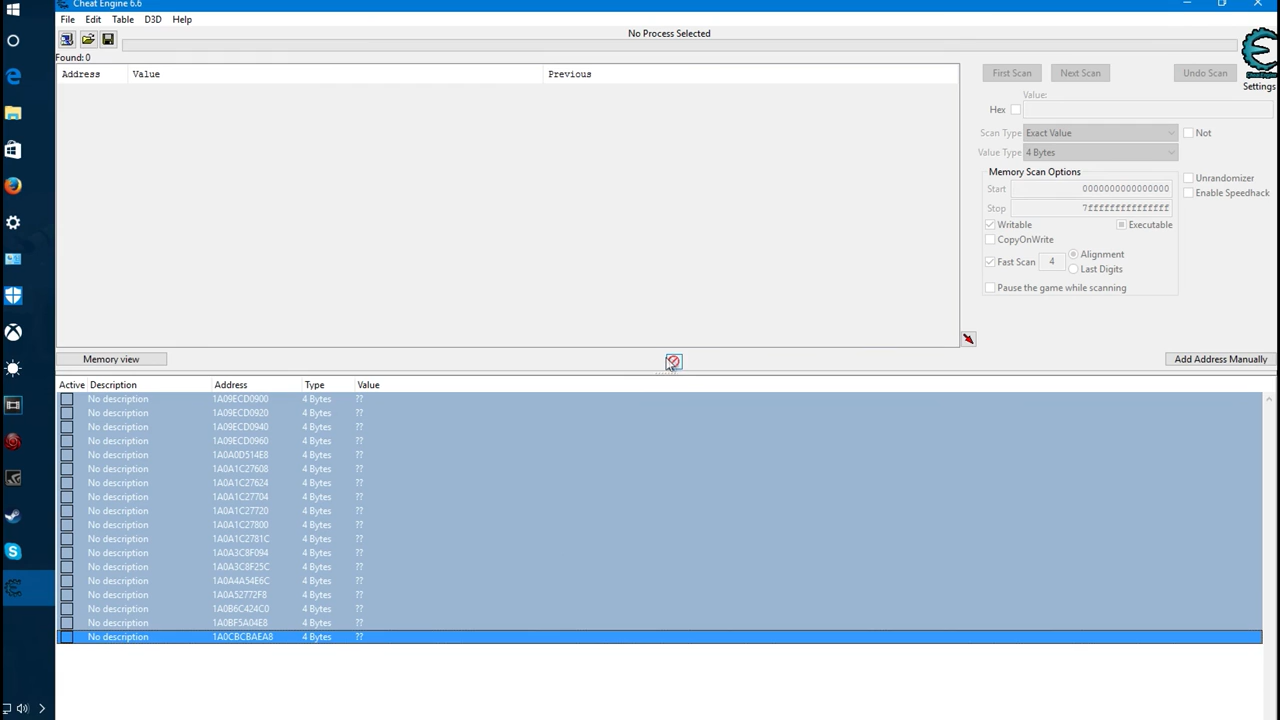 Cheat Engine 6.6
File Edit Table D3D Help
No Process Selected
Found: 0
Address Value Previous
First Scan Next Scan Undo Scan
Cheat Engine
Settings
Value:
Hex
Scan Type Exact Value Not
Value Type 4 Bytes
Memory Scan Options
Unrandomizer
Start 0000000000000000
Enable Speedhack
Stop 7fffffffffffffff
Writable Executable
CopyOnWrite
Fast Scan 4 Alignment
Last Digits
Pause the game while scanning
Memory view Add Address Manually
Active Description Address Type Value
No description 1A09ECD0900 4 Bytes ??
No description 1A09ECD0920 4 Bytes ??
No description 1A09ECD0940 4 Bytes ??
No description 1A09ECD0960 4 Bytes ??
No description 1A0A0D514E8 4 Bytes ??
No description 1A0A1C27608 4 Bytes ??
No description 1A0A1C27624 4 Bytes ??
No description 1A0A1C27704 4 Bytes ??
No description 1A0A1C27720 4 Bytes ??
No description 1A0A1C27800 4 Bytes ??
No description 1A0A1C2781C 4 Bytes ??
No description 1A0A3C8F094 4 Bytes ??
No description 1A0A3C8F25C 4 Bytes ??
No description 1A0A4A54E6C 4 Bytes ??
No description 1A0A52772F8 4 Bytes ??
No description 1A0B6C424C0 4 Bytes ??
No description 1A0BF5A04E8 4 Bytes ??
No description 1A0CBCBAEA8 4 Bytes ??